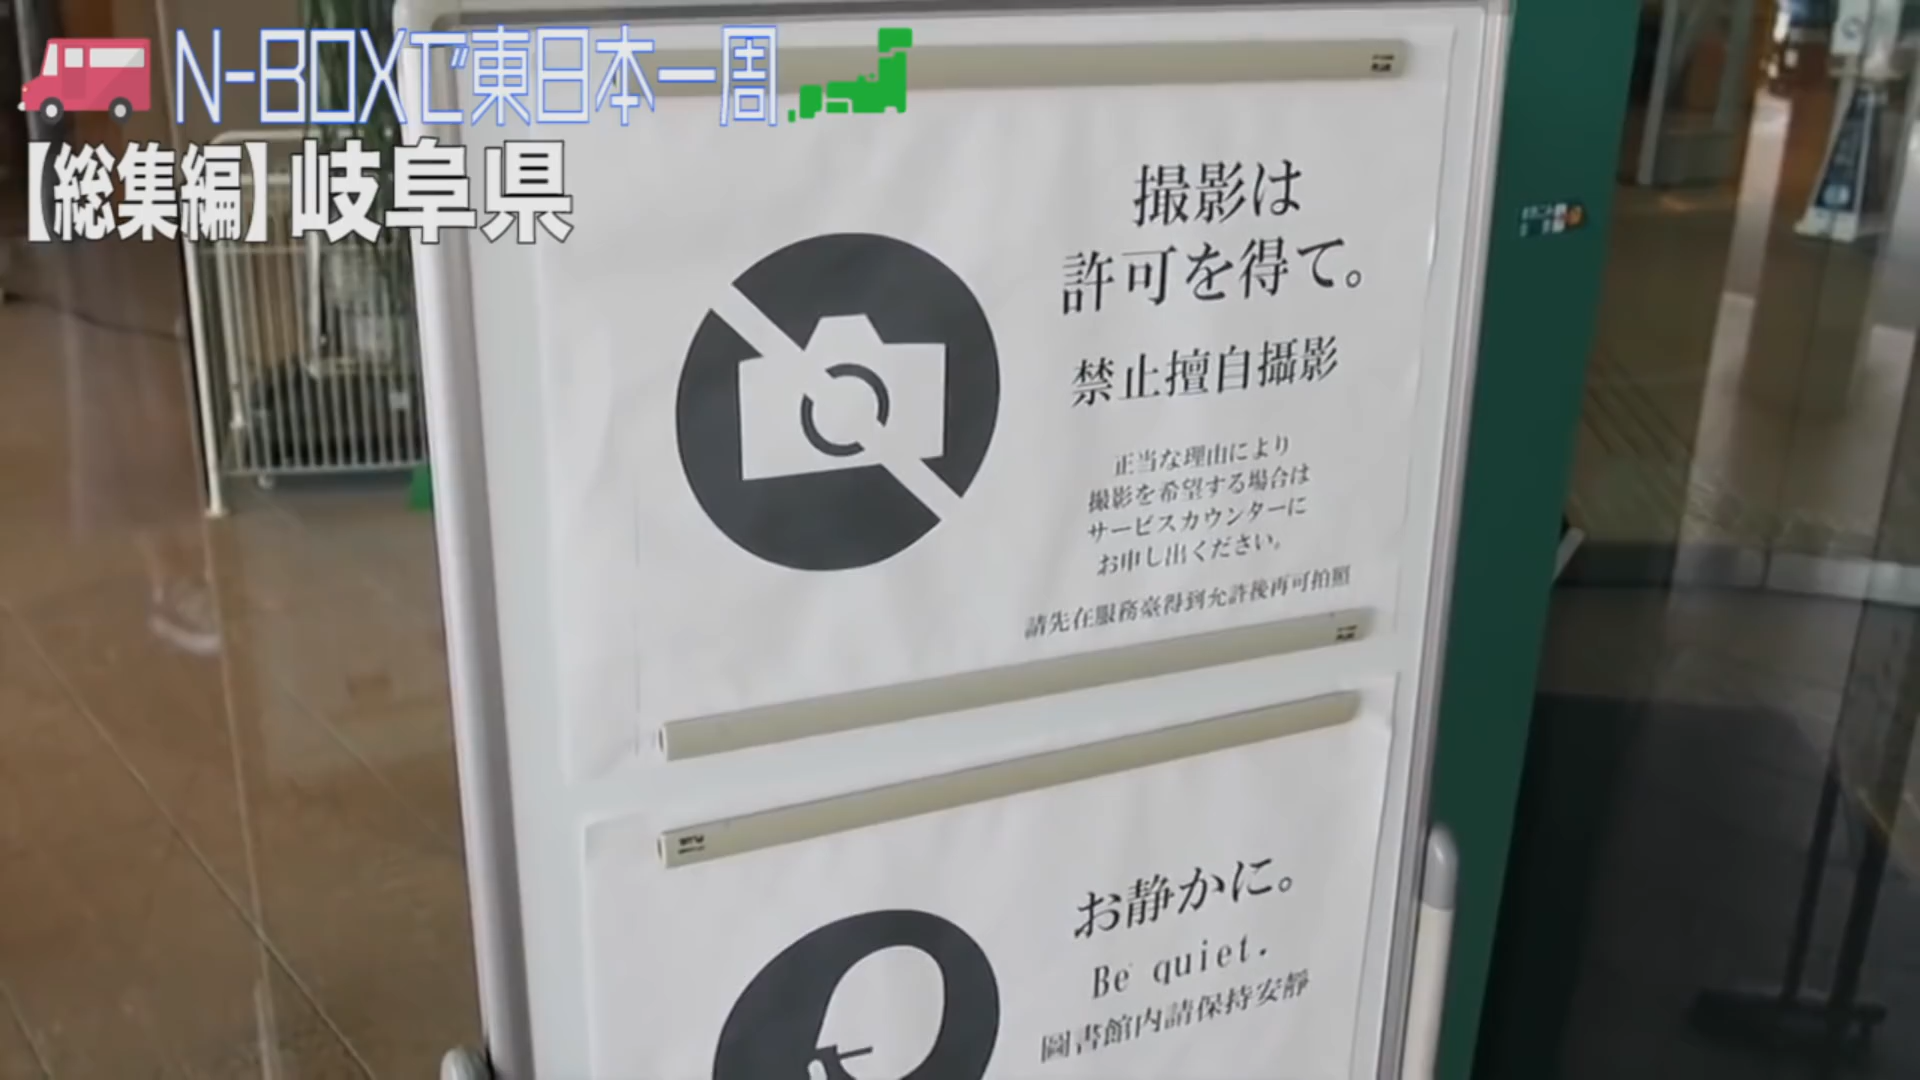 N-BOXで東日本一周
【総集編】岐阜県
撮影は
許可を得て。
禁止擅自攝影
正当な理由により
撮影を希望する場合は
サービスカウンターに
お申し出ください。
請先在服務臺得到允許後再可拍照
お静かに。
Be quiet.
圖書館内請保持安靜